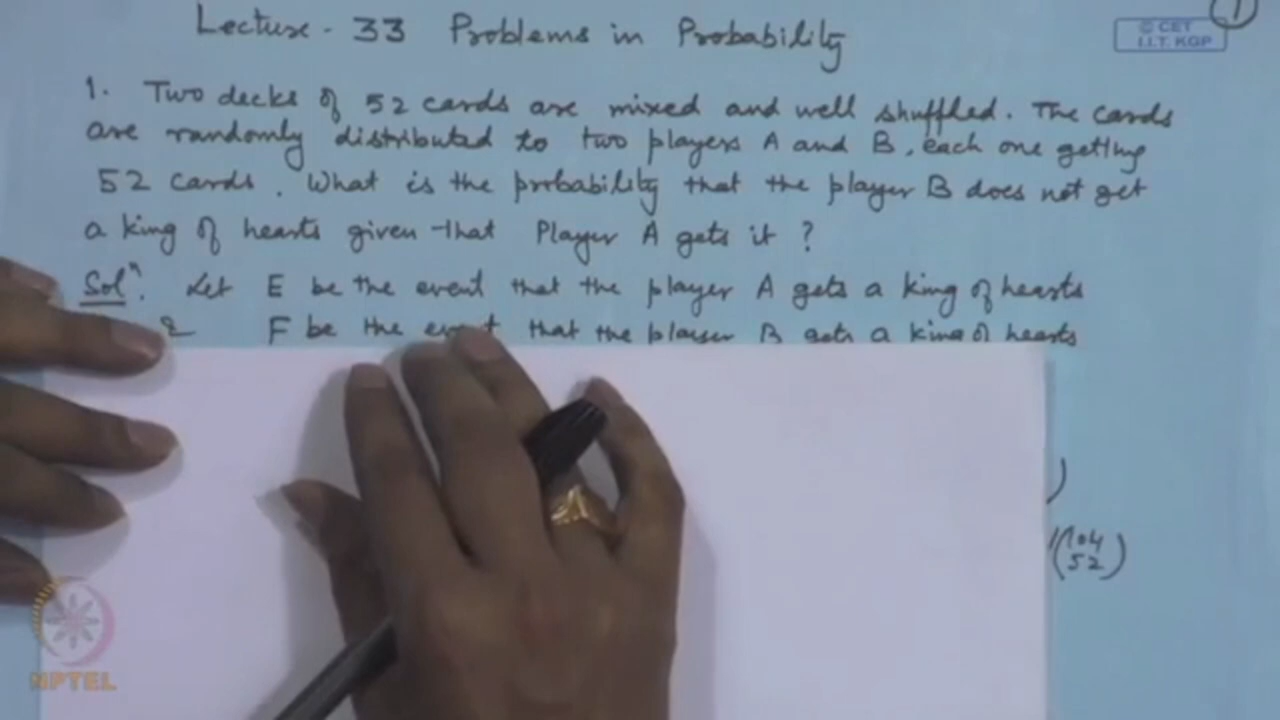 Lecture - 33 Problems in Probability
1
© CET
I.I.T. KGP
1. Two decks of 52 cards are mixed and well shuffled. The cards
are randomly distributed to two players A and B, each one getting
52 cards. What is the probability that the player B does not get
a king of hearts given that Player A gets it ?
Solⁿ. Let E be the event that the player A gets a king of hearts
& F be the event that the player B gets a king of hearts
)
(104
52)
NPTEL